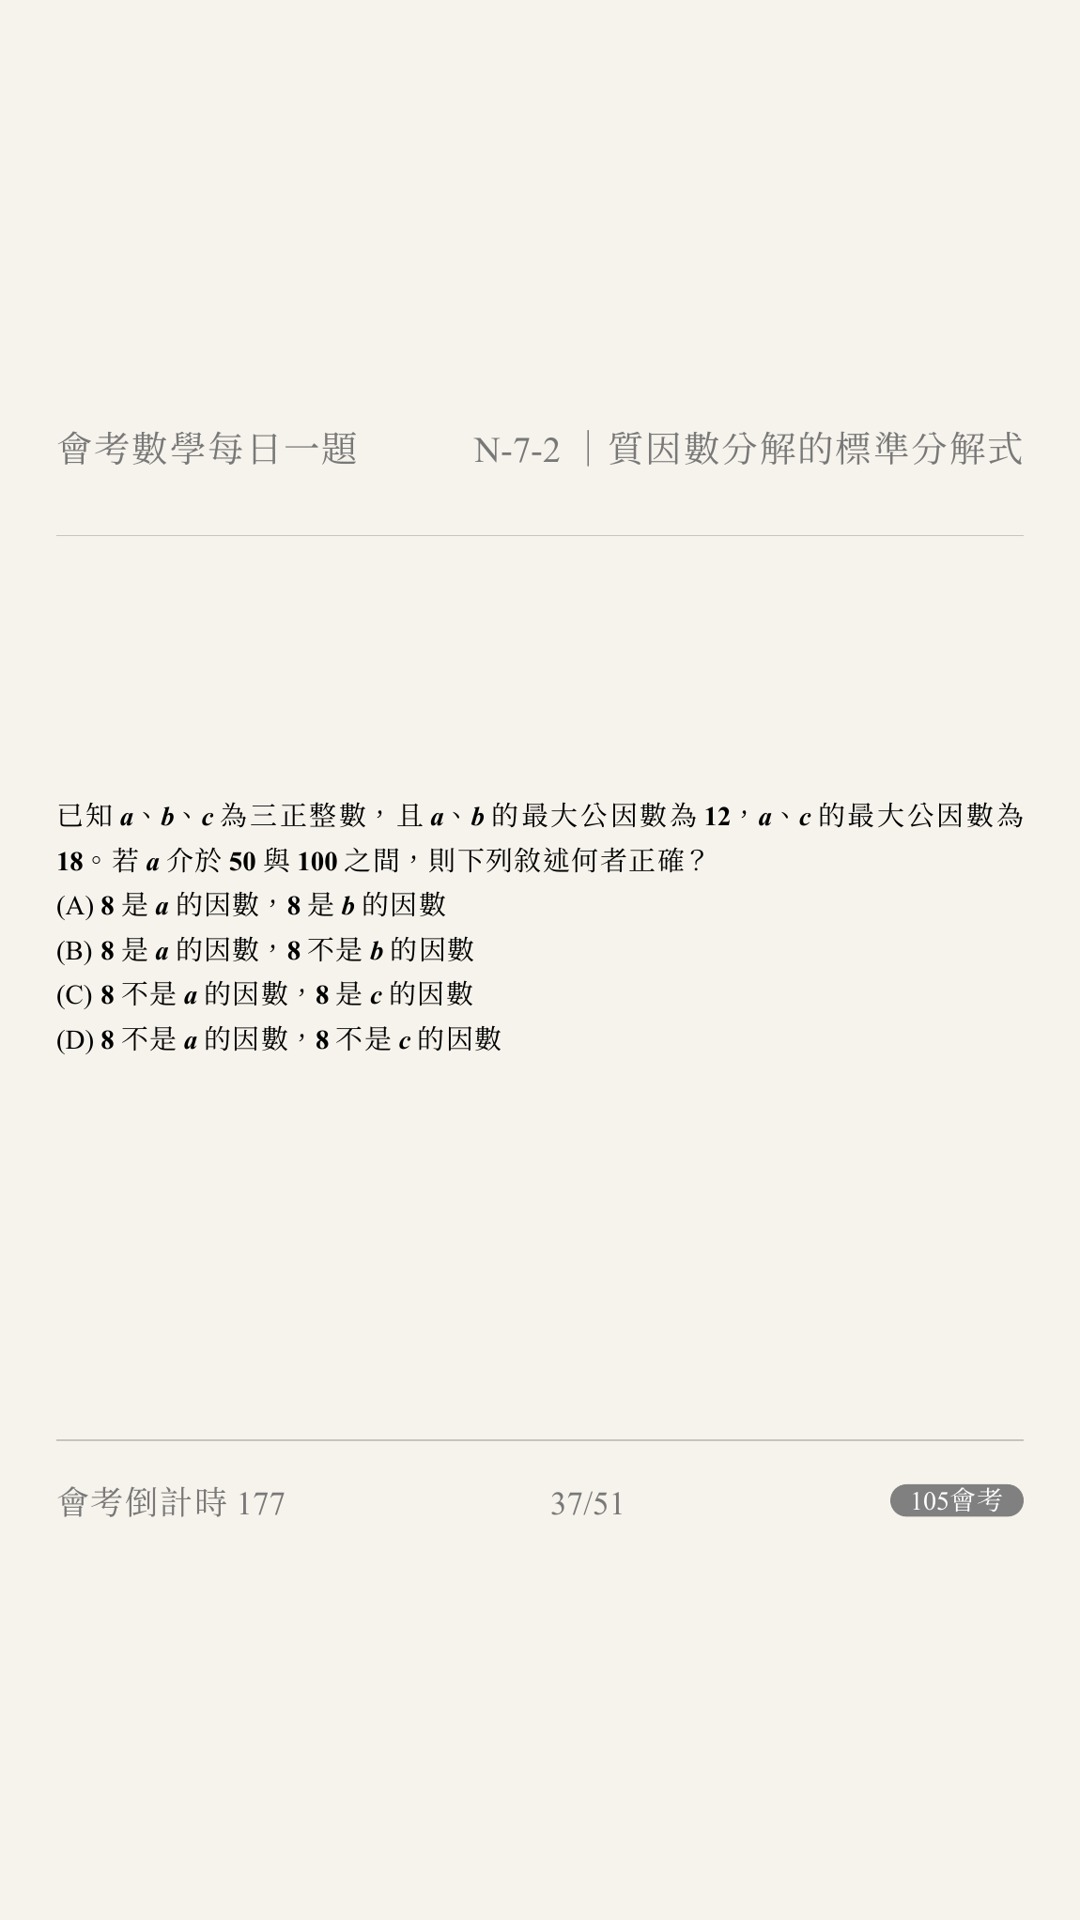 會考數學每日一題
N-7-2｜質因數分解的標準分解式
已知 a、b、c 為三正整數，且 a、b 的最大公因數為 12，a、c 的最大公因數為
18。若 a 介於 50 與 100 之間，則下列敘述何者正確？
(A) 8 是 a 的因數，8 是 b 的因數
(B) 8 是 a 的因數，8 不是 b 的因數
(C) 8 不是 a 的因數，8 是 c 的因數
(D) 8 不是 a 的因數，8 不是 c 的因數
會考倒計時 177
37/51
105會考